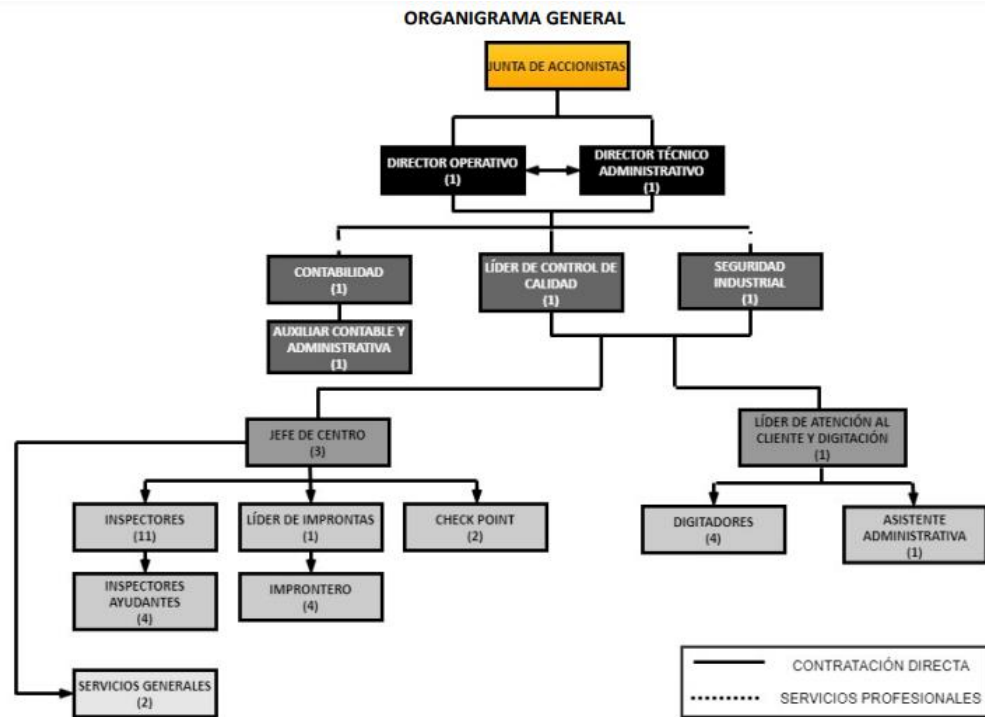 ORGANIGRAMA GENERAL
JUNTA DE ACCIONISTAS
DIRECTOR OPERATIVO
(1)
DIRECTOR TÉCNICO
ADMINISTRATIVO
(1)
CONTABILIDAD
(1)
LÍDER DE CONTROL DE
CALIDAD
(1)
SEGURIDAD
INDUSTRIAL
(1)
AUXILIAR CONTABLE Y
ADMINISTRATIVA
(1)
JEFE DE CENTRO
(3)
LÍDER DE ATENCIÓN AL
CLIENTE Y DIGITACIÓN
(1)
INSPECTORES
(11)
LÍDER DE IMPRONTAS
(1)
CHECK POINT
(2)
DIGITADORES
(4)
ASISTENTE
ADMINISTRATIVA
(1)
INSPECTORES
AYUDANTES
(4)
IMPRONTERO
(4)
SERVICIOS GENERALES
(2)
CONTRATACIÓN DIRECTA
SERVICIOS PROFESIONALES